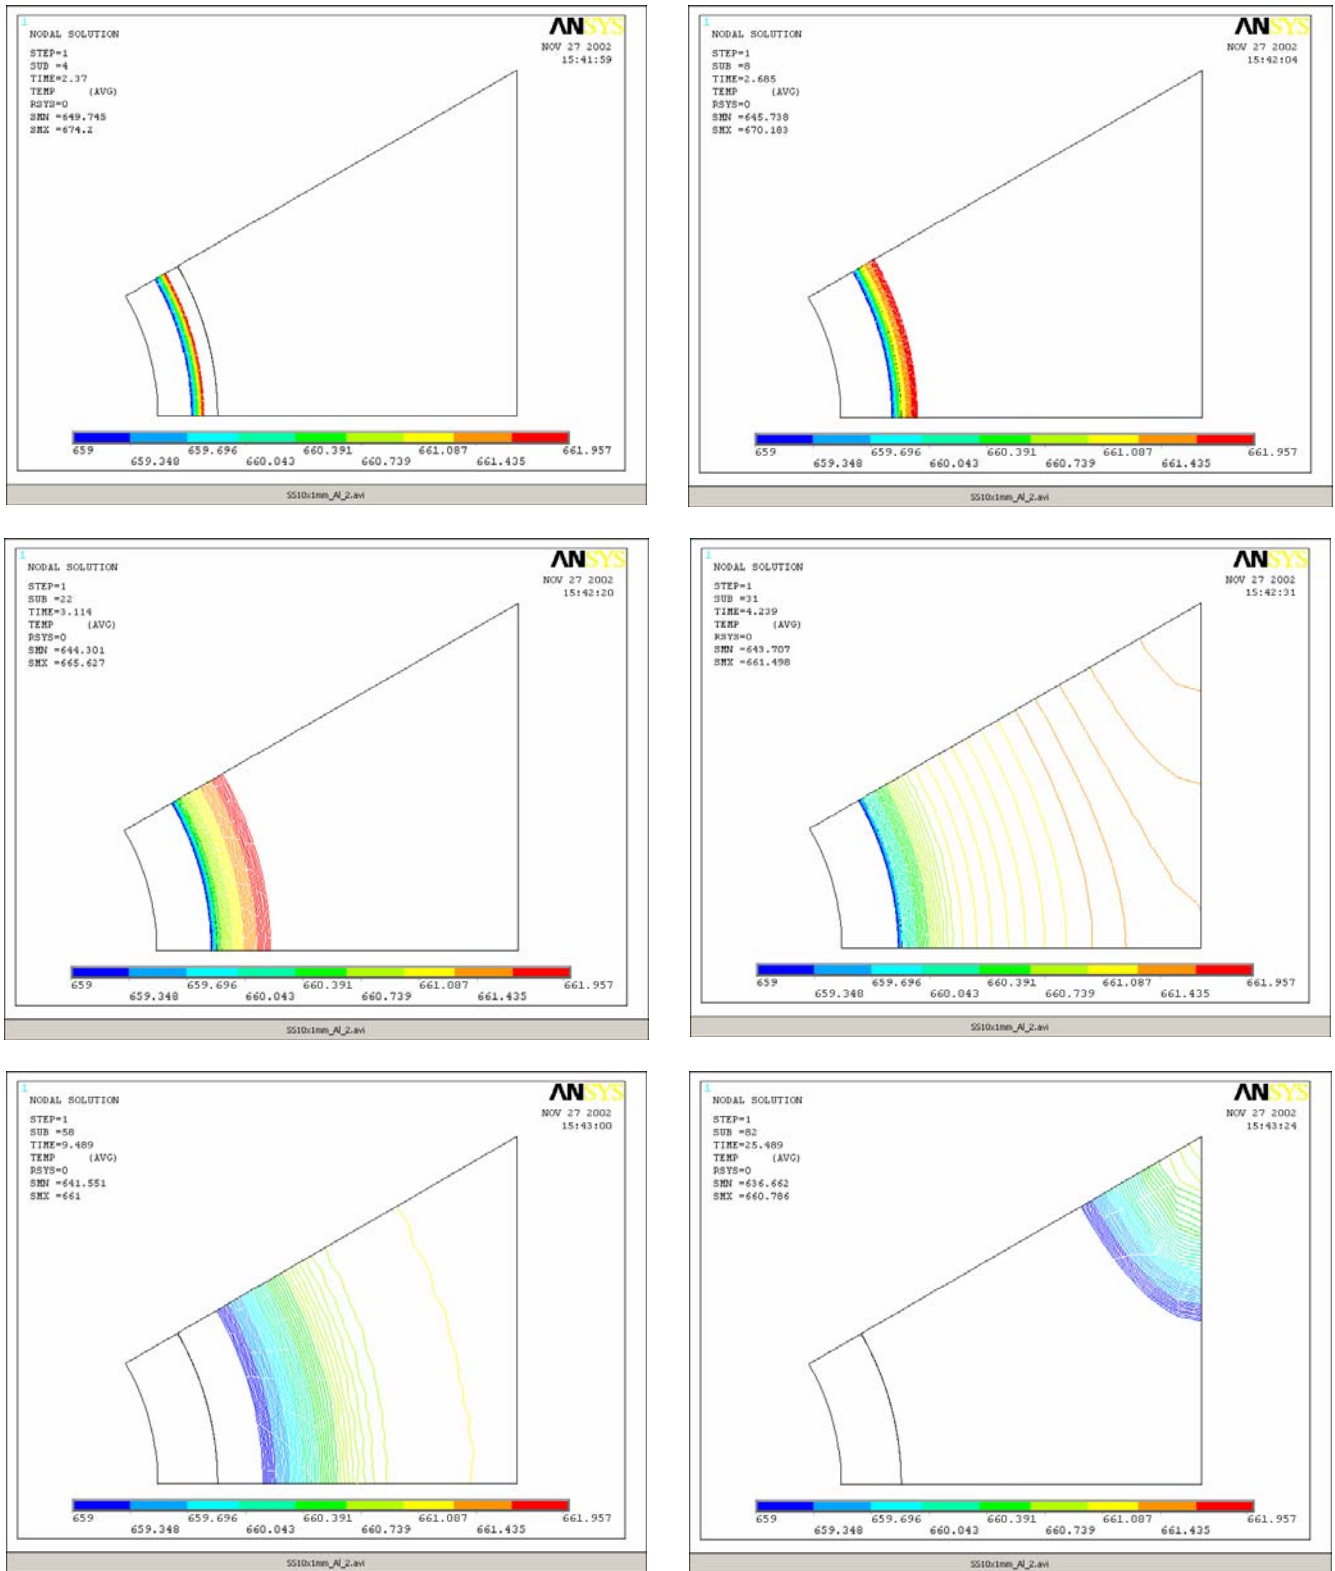 1
ANSYS
NODAL SOLUTION
NOV 27 2002
15:41:59
STEP=1
SUB =4
TIME=2.37
TEMP (AVG)
RSYS=0
SMN =649.745
SMX =674.2
659 659.696 660.391 661.087 661.957
659.348 660.043 660.739 661.435
SS10x1mm_Al_2.avi
1
ANSYS
NODAL SOLUTION
NOV 27 2002
15:42:04
STEP=1
SUB =8
TIME=2.685
TEMP (AVG)
RSYS=0
SMN =645.738
SMX =670.183
659 659.696 660.391 661.087 661.957
659.348 660.043 660.739 661.435
SS10x1mm_Al_2.avi
1
ANSYS
NODAL SOLUTION
NOV 27 2002
15:42:20
STEP=1
SUB =22
TIME=3.114
TEMP (AVG)
RSYS=0
SMN =644.301
SMX =665.627
659 659.696 660.391 661.087 661.957
659.348 660.043 660.739 661.435
SS10x1mm_Al_2.avi
1
ANSYS
NODAL SOLUTION
NOV 27 2002
15:42:31
STEP=1
SUB =31
TIME=4.239
TEMP (AVG)
RSYS=0
SMN =643.707
SMX =661.498
659 659.696 660.391 661.087 661.957
659.348 660.043 660.739 661.435
SS10x1mm_Al_2.avi
1
ANSYS
NODAL SOLUTION
NOV 27 2002
15:43:00
STEP=1
SUB =58
TIME=9.489
TEMP (AVG)
RSYS=0
SMN =641.551
SMX =661
659 659.696 660.391 661.087 661.957
659.348 660.043 660.739 661.435
SS10x1mm_Al_2.avi
1
ANSYS
NODAL SOLUTION
NOV 27 2002
15:43:24
STEP=1
SUB =82
TIME=25.489
TEMP (AVG)
RSYS=0
SMN =636.662
SMX =660.786
659 659.696 660.391 661.087 661.957
659.348 660.043 660.739 661.435
SS10x1mm_Al_2.avi